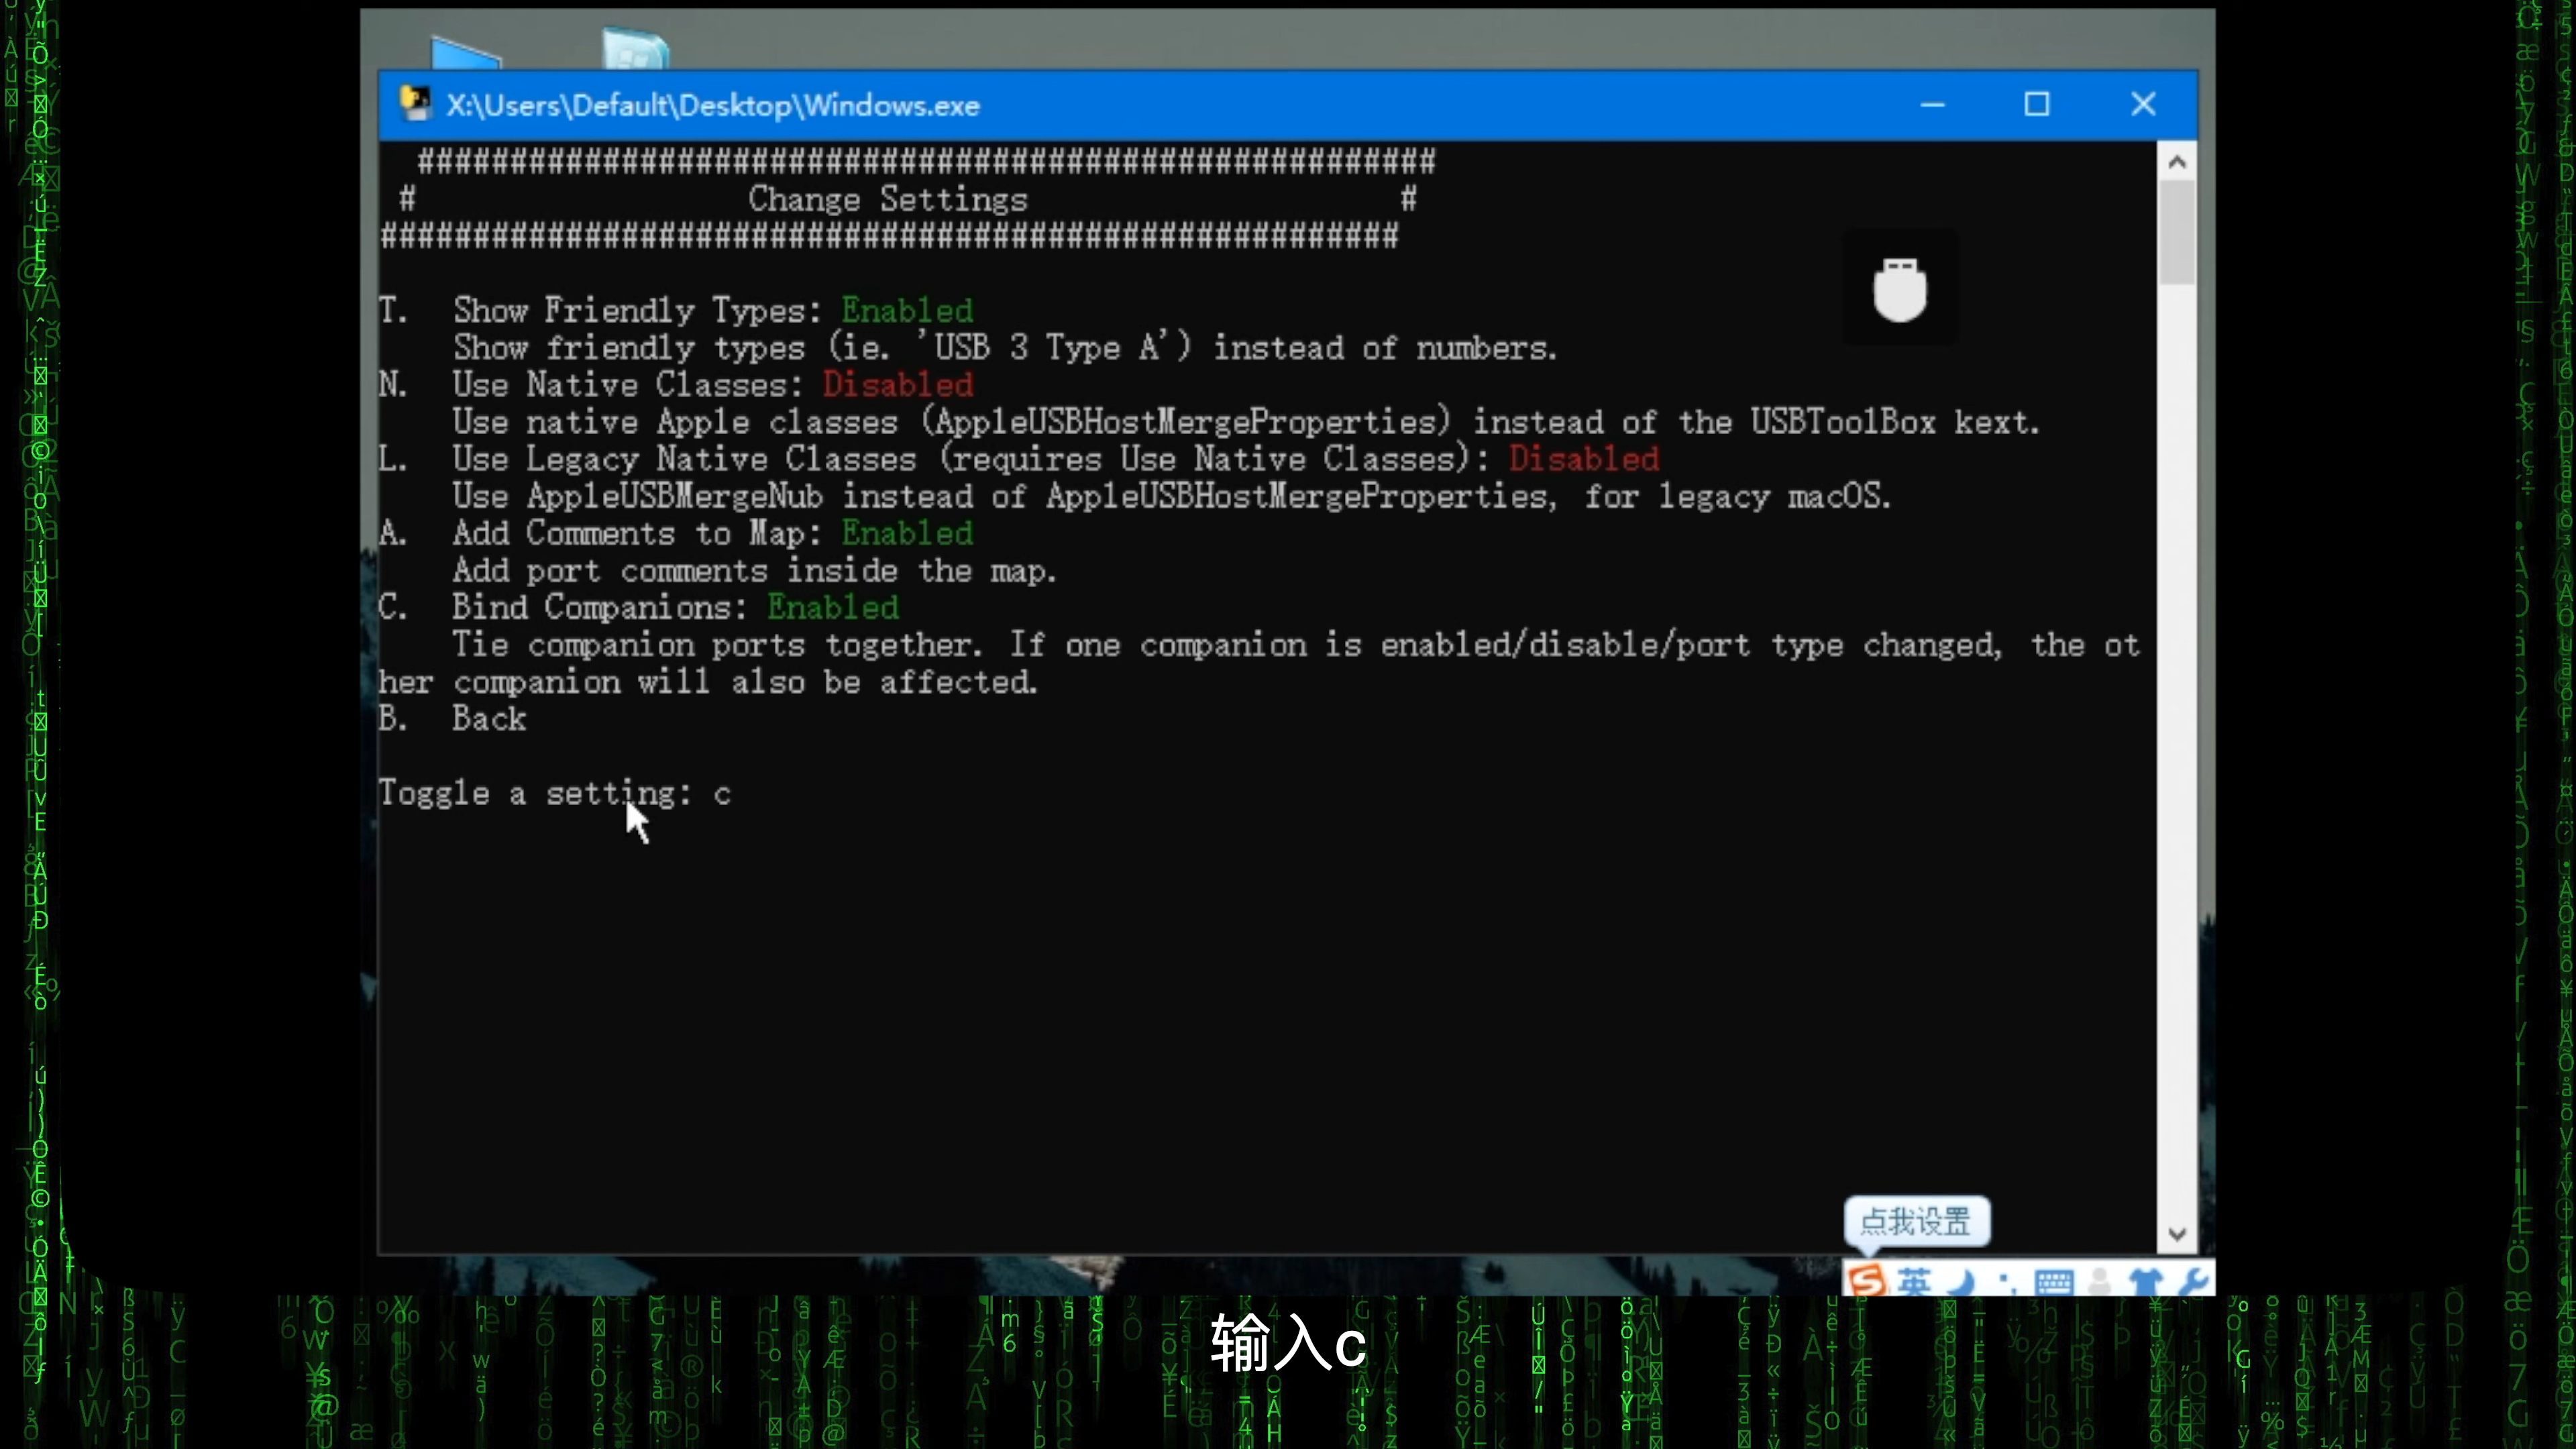 X:\Users\Default\Desktop\Windows.exe
#######################################################
# Change Settings #
#######################################################
T. Show Friendly Types: Enabled
Show friendly types (ie. 'USB 3 Type A') instead of numbers.
N. Use Native Classes: Disabled
Use native Apple classes (AppleUSBHostMergeProperties) instead of the USBToolBox kext.
L. Use Legacy Native Classes (requires Use Native Classes): Disabled
Use AppleUSBMergeNub instead of AppleUSBHostMergeProperties, for legacy macOS.
A. Add Comments to Map: Enabled
Add port comments inside the map.
C. Bind Companions: Enabled
Tie companion ports together. If one companion is enabled/disable/port type changed, the ot
her companion will also be affected.
B. Back
Toggle a setting: c
点我设置
英
输入c